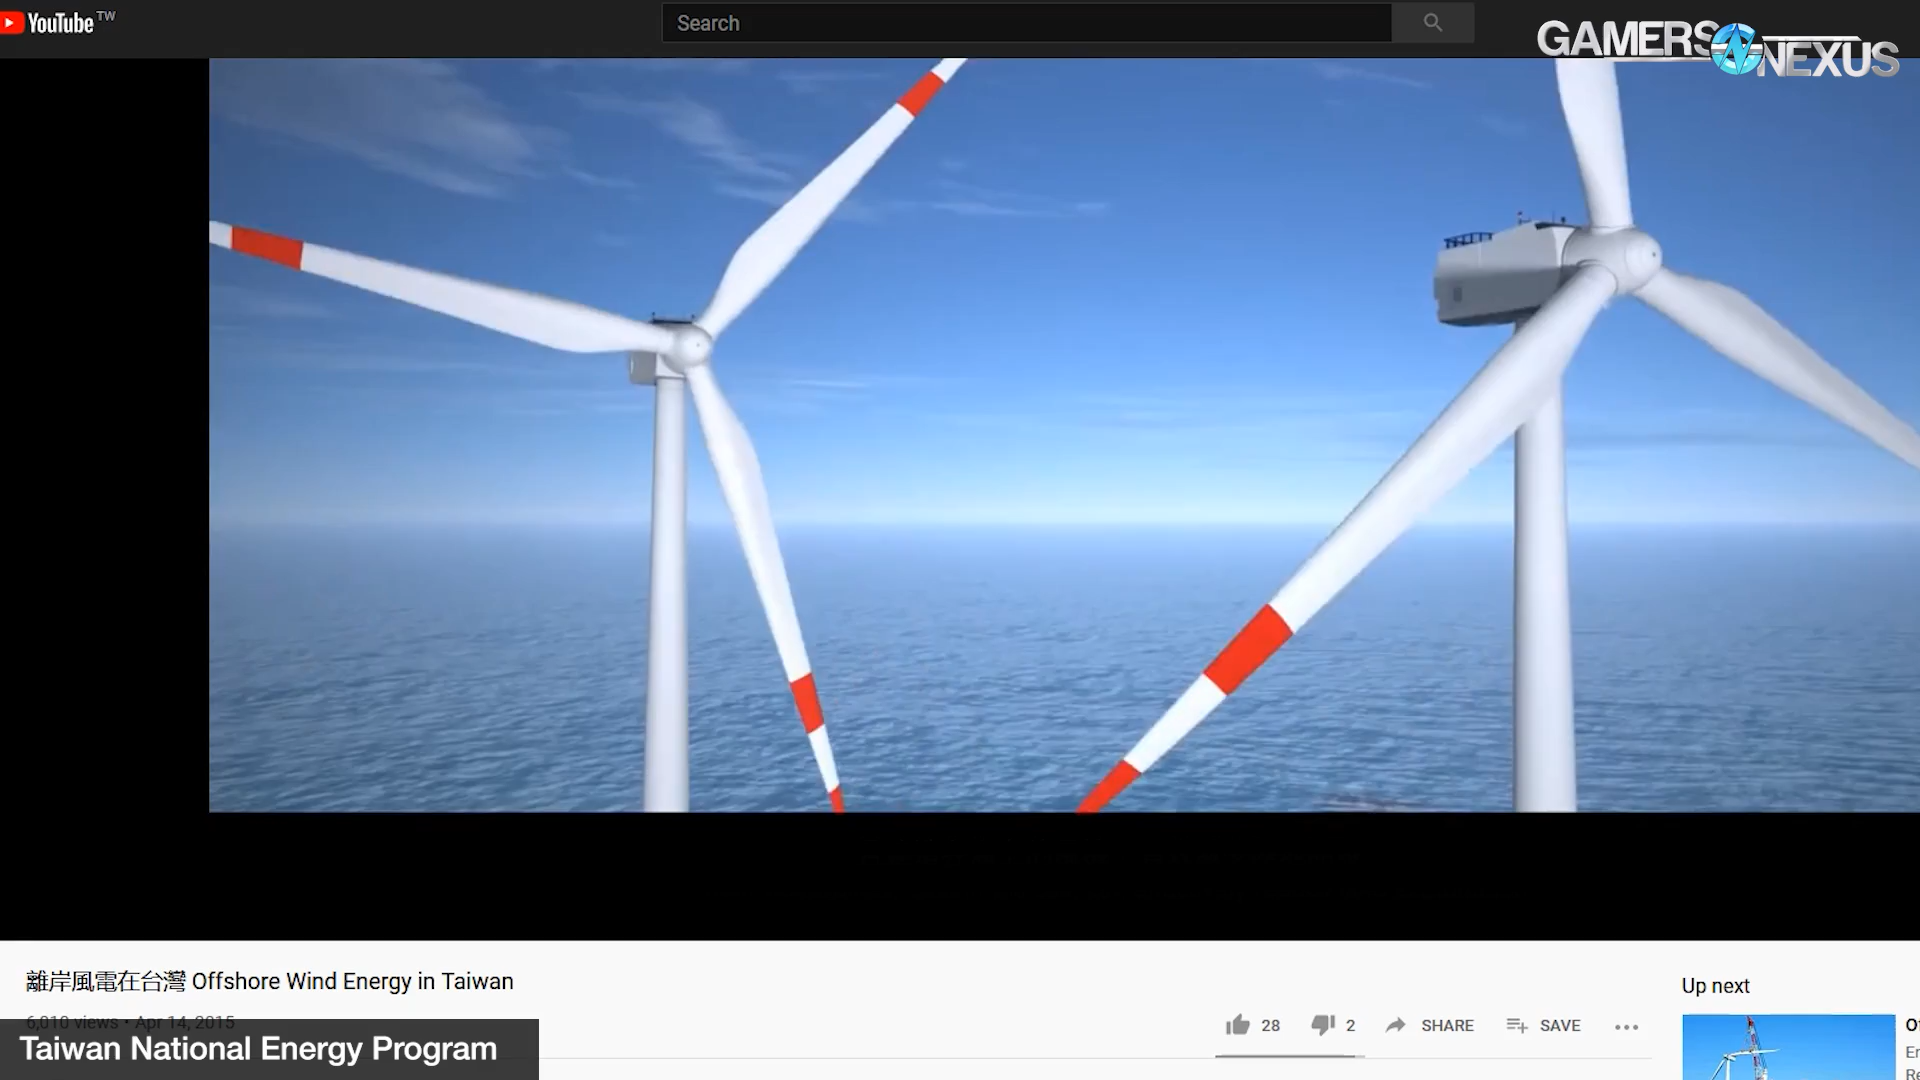 YouTube TW
Search
GAMERS NEXUS
離岸風電在台灣 Offshore Wind Energy in Taiwan
6,010 views • Apr 14, 2015
28
2
SHARE
SAVE
Up next
Taiwan National Energy Program